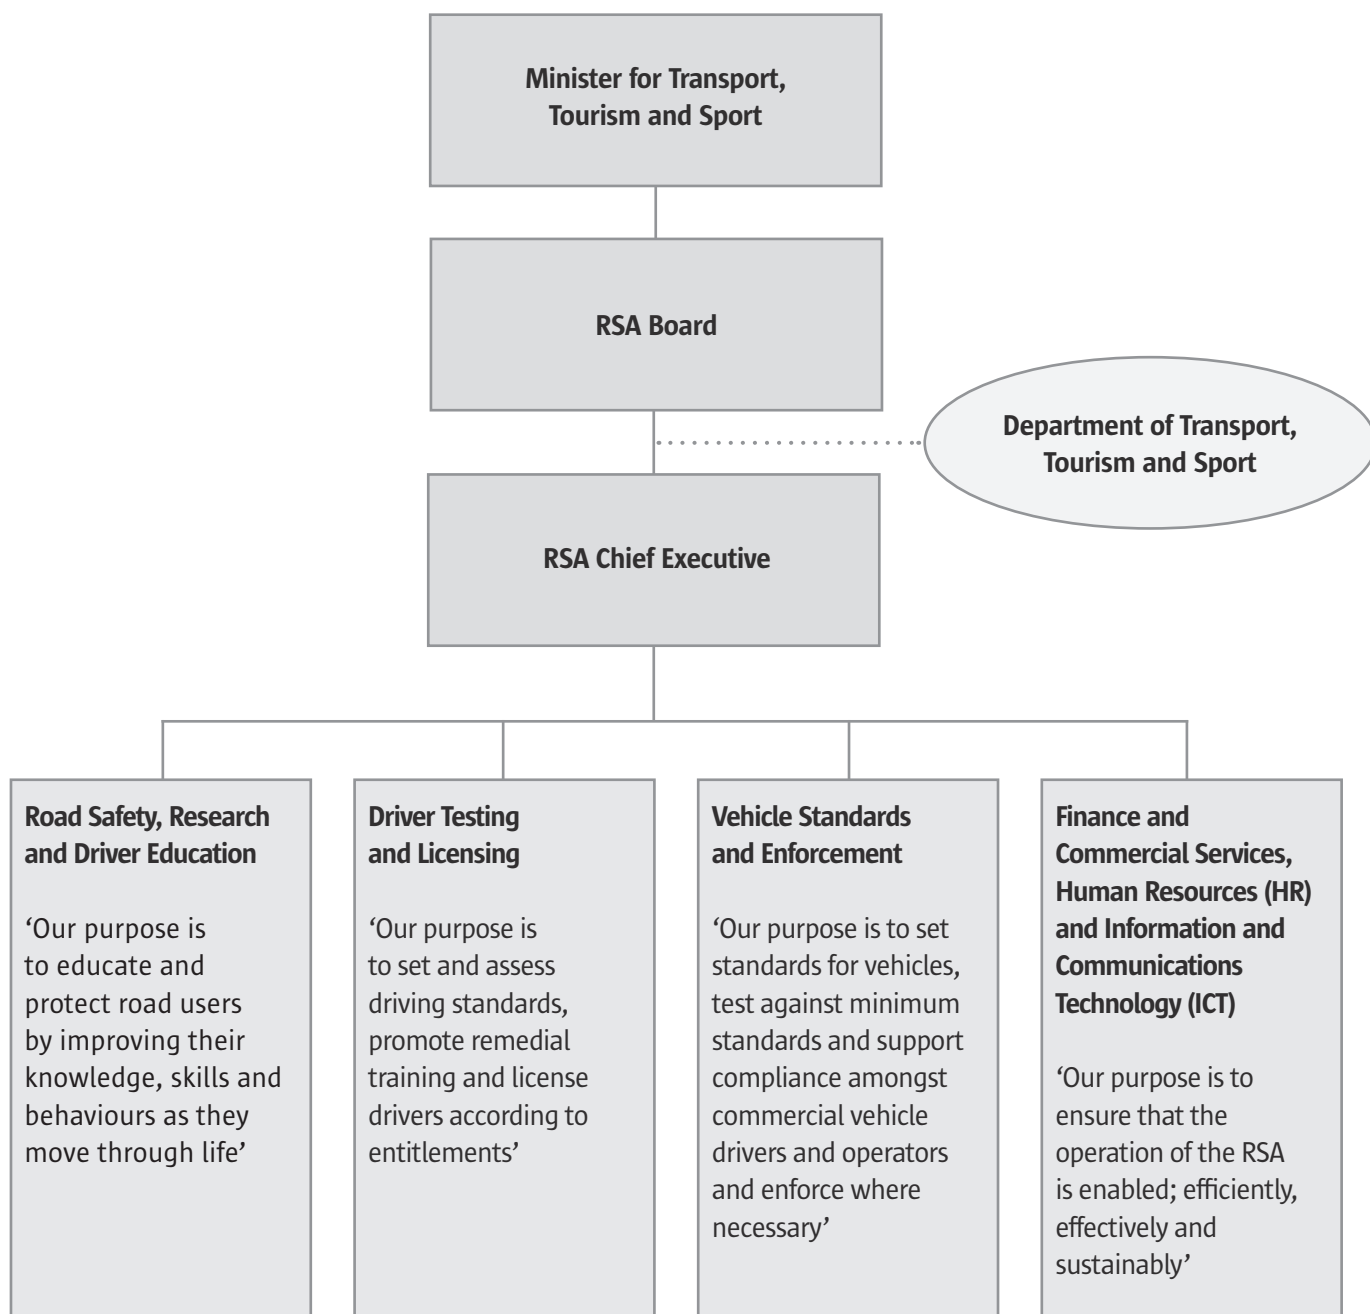 Minister for Transport,
Tourism and Sport
RSA Board
Department of Transport,
Tourism and Sport
RSA Chief Executive
Road Safety, Research
and Driver Education
‘Our purpose is
to educate and
protect road users
by improving their
knowledge, skills and
behaviours as they
move through life’
Driver Testing
and Licensing
‘Our purpose is
to set and assess
driving standards,
promote remedial
training and license
drivers according to
entitlements’
Vehicle Standards
and Enforcement
‘Our purpose is to set
standards for vehicles,
test against minimum
standards and support
compliance amongst
commercial vehicle
drivers and operators
and enforce where
necessary’
Finance and
Commercial Services,
Human Resources (HR)
and Information and
Communications
Technology (ICT)
‘Our purpose is to
ensure that the
operation of the RSA
is enabled; efficiently,
effectively and
sustainably’